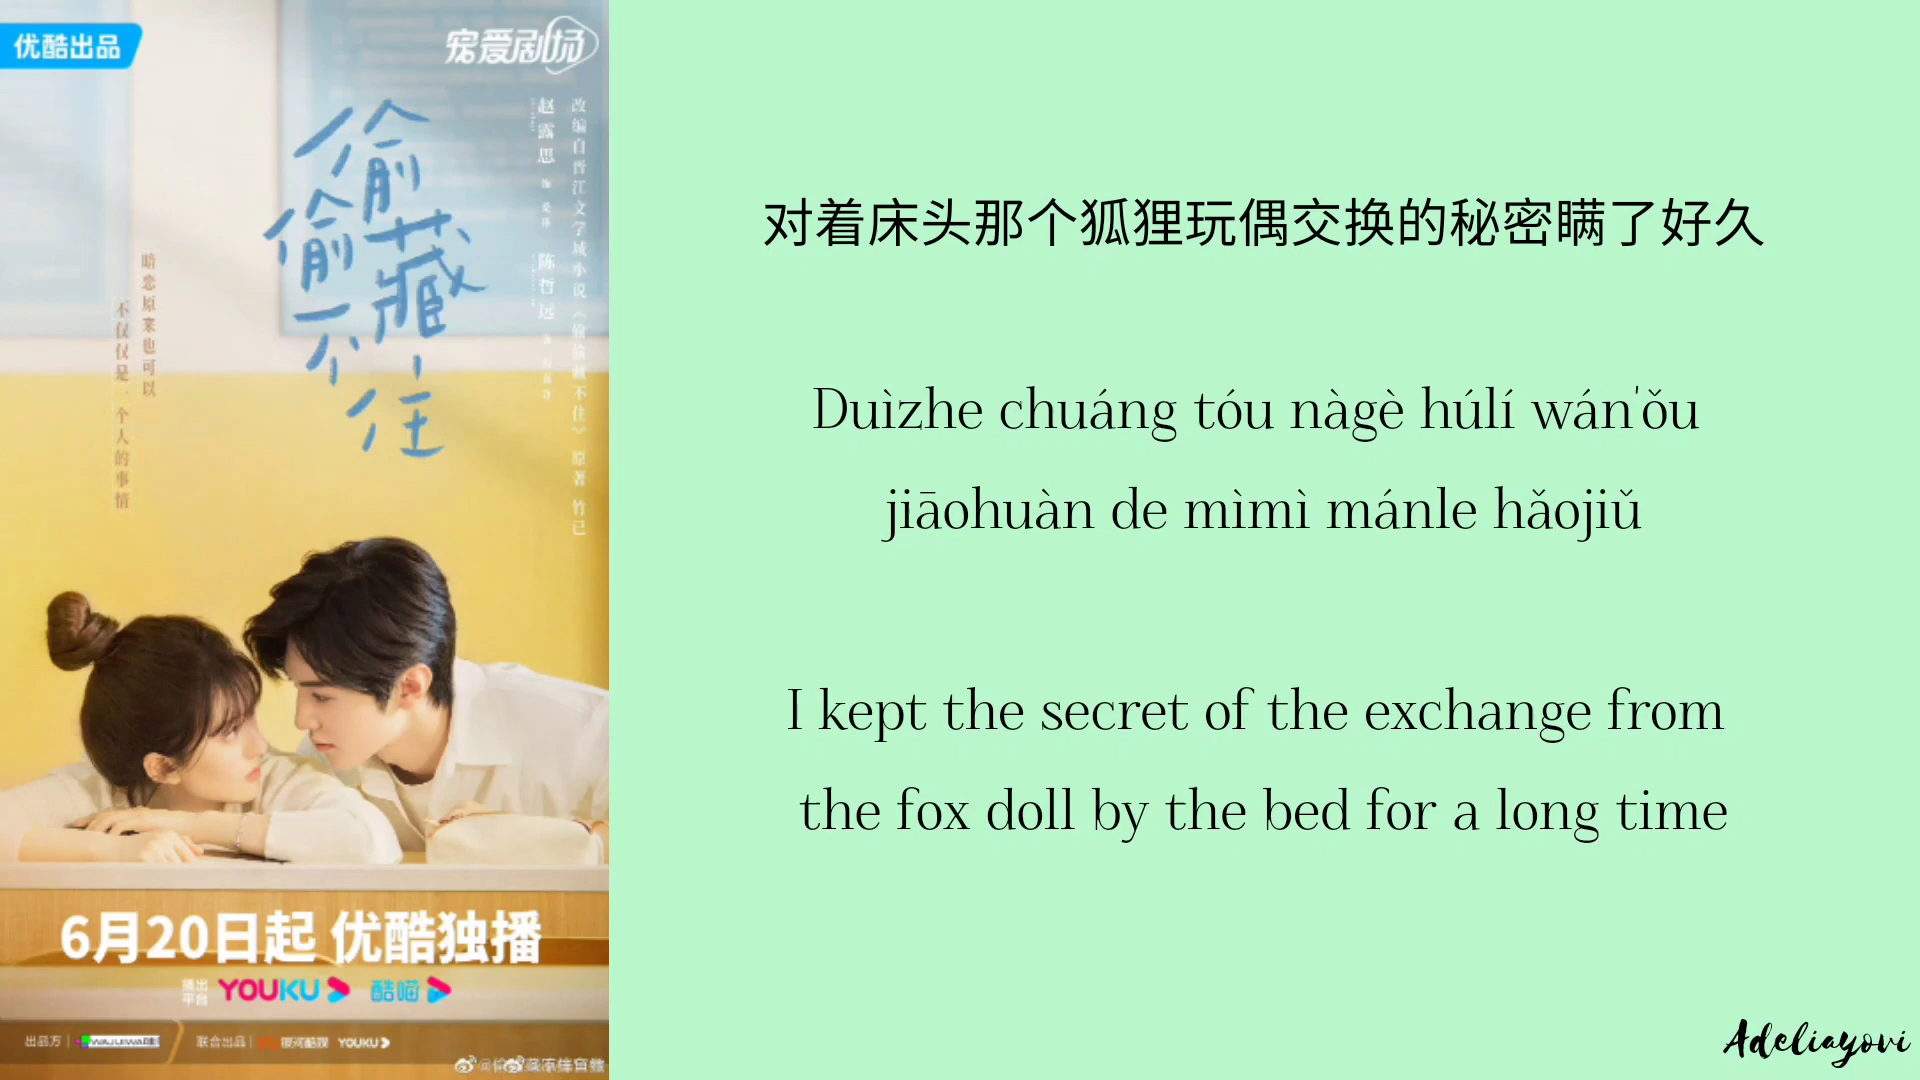 优酷出品
宠爱剧场
偷偷藏不住
赵露思
陈哲远
改编自晋江文学城小说《偷偷藏不住》原著 竹已
暗恋原来也可以
不仅仅是一个人的事情
6月20日起 优酷独播
播出
平台
YOUKU
酷喵
出品方
联合出品
YOUKU
对着床头那个狐狸玩偶交换的秘密瞒了好久
Duìzhe chuáng tóu nàgè húlí wán'ǒu
jiāohuàn de mìmì mánle hǎojiǔ
I kept the secret of the exchange from
the fox doll by the bed for a long time
Adeliayovi